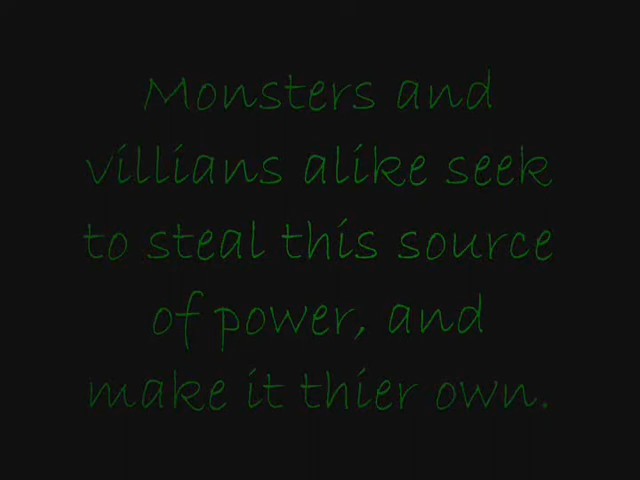 Monsters and
villians alike seek
to steal this source
of power, and
make it thier own.